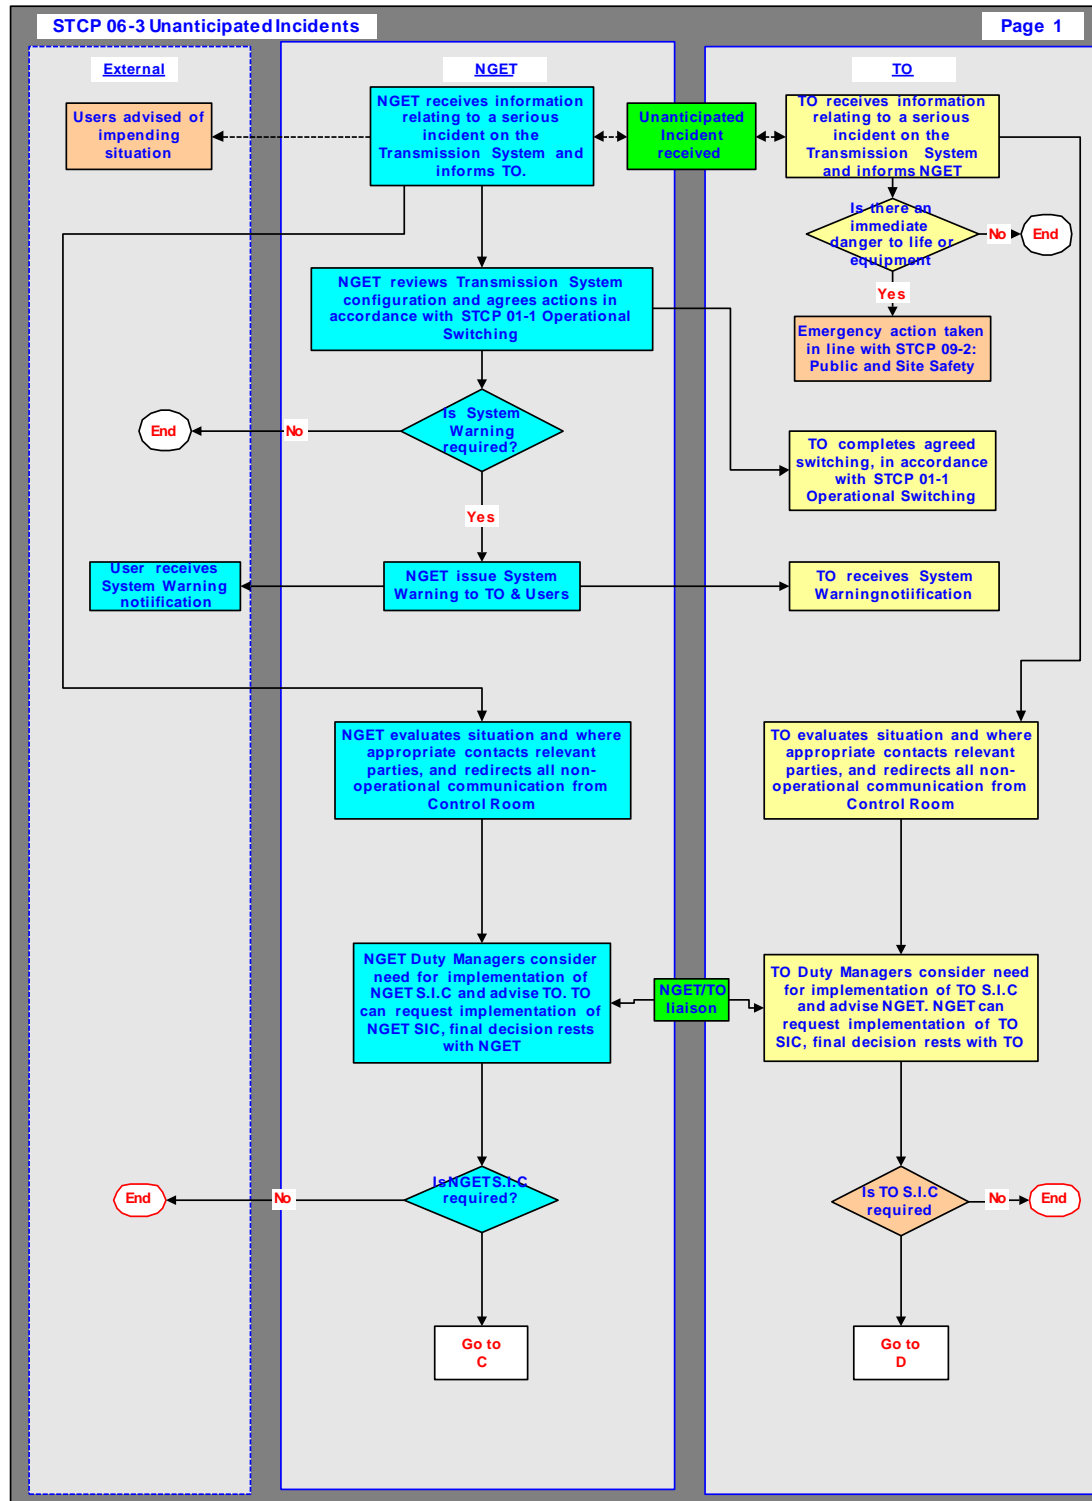 STCP 06-3 Unanticipated Incidents
Page 1
External
NGET
TO
Users advised of
impending
situation
NGET receives information
relating to a serious
incident on the
Transmission System and
informs TO.
Unanticipated
Incident
received
TO receives information
relating to a serious
incident on the
Transmission System
and informs NGET
Is there an
immediate
danger to life or
equipment
No
End
Yes
NGET reviews Transmission System
configuration and agrees actions in
accordance with STCP 01-1 Operational
Switching
Emergency action taken
in line with STCP 09-2:
Public and Site Safety
Is System
Warning
required?
No
End
TO completes agreed
switching, in accordance
with STCP 01-1
Operational Switching
Yes
User receives
System Warning
notiification
NGET issue System
Warning to TO & Users
TO receives System
Warningnotiification
NGET evaluates situation and where
appropriate contacts relevant
parties, and redirects all non-
operational communication from
Control Room
TO evaluates situation and where
appropriate contacts relevant
parties, and redirects all non-
operational communication from
Control Room
NGET Duty Managers consider
need for implementation of
NGET S.I.C and advise TO. TO
can request implementation of
NGET SIC, final decision rests
with NGET
NGET/TO
liaison
TO Duty Managers consider need
for implementation of TO S.I.C
and advise NGET. NGET can
request implementation of TO
SIC, final decision rests with TO
IsNGETS.I.C
required?
No
End
Is TO S.I.C
required
No
End
Go to
C
Go to
D